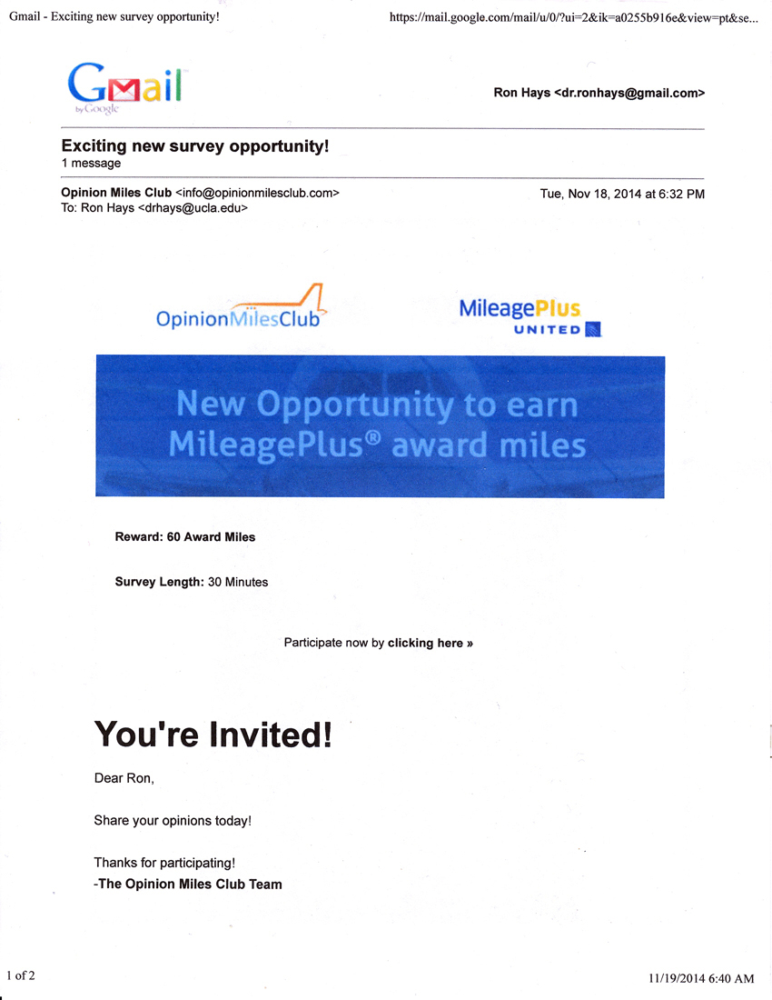 Gmail - Exciting new survey opportunity! https://mail.google.com/mail/u/0/?ui=2&ik=a0255b916e&view=pt&se...
Gmail
by Google
Ron Hays <dr.ronhays@gmail.com>
Exciting new survey opportunity!
1 message
Opinion Miles Club <info@opinionmilesclub.com> Tue, Nov 18, 2014 at 6:32 PM
To: Ron Hays <drhays@ucla.edu>
OpinionMilesClub
MileagePlus
UNITED
New Opportunity to earn
MileagePlus® award miles
Reward: 60 Award Miles
Survey Length: 30 Minutes
Participate now by clicking here »
You're Invited!
Dear Ron,
Share your opinions today!
Thanks for participating!
-The Opinion Miles Club Team
1 of 2 11/19/2014 6:40 AM